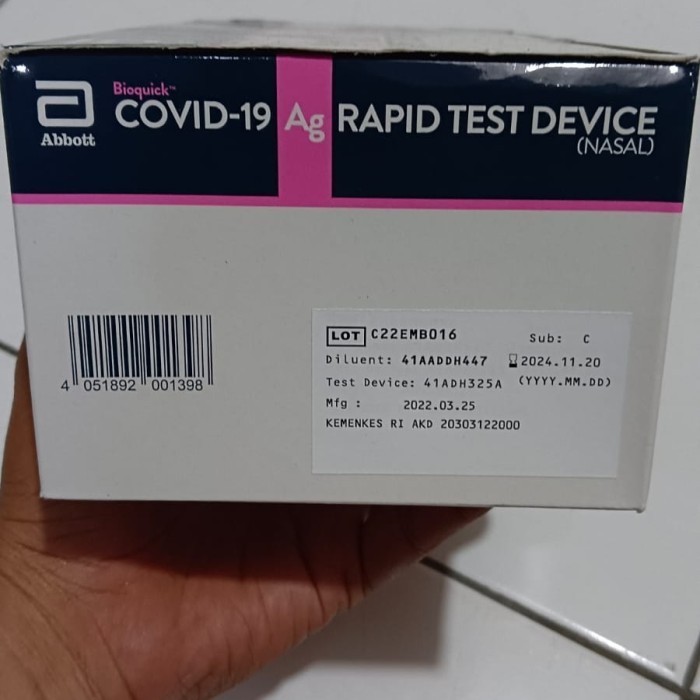 Bioquick™
COVID-19 Ag RAPID TEST DEVICE
(NASAL)
Abbott
4 051892 001398
LOT C22EMB016 Sub: C
Diluent: 41AADDH447 2024.11.20
Test Device: 41ADH325A (YYYY.MM.DD)
Mfg : 2022.03.25
KEMENKES RI AKD 20303122000